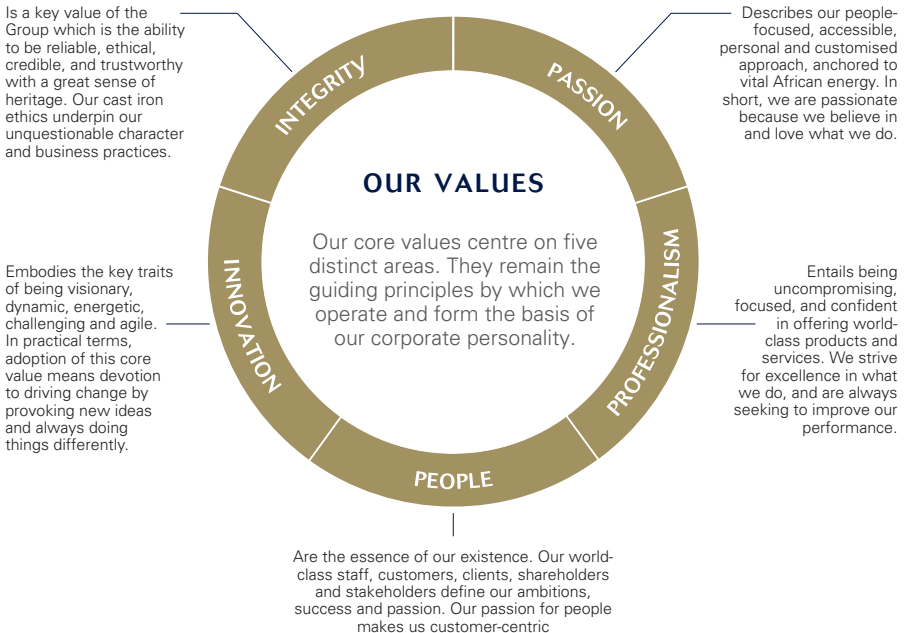 Is a key value of the
Group which is the ability
to be reliable, ethical,
credible, and trustworthy
with a great sense of
heritage. Our cast iron
ethics underpin our
unquestionable character
and business practices.
INTEGRITY
PASSION
Describes our people-
focused, accessible,
personal and customised
approach, anchored to
vital African energy. In
short, we are passionate
because we believe in
and love what we do.
OUR VALUES
Our core values centre on five
distinct areas. They remain the
guiding principles by which we
operate and form the basis of
our corporate personality.
Embodies the key traits
of being visionary,
dynamic, energetic,
challenging and agile.
In practical terms,
adoption of this core
value means devotion
to driving change by
provoking new ideas
and always doing
things differently.
INNOVATION
PROFESSIONALISM
Entails being
uncompromising,
focused, and confident
in offering world-
class products and
services. We strive
for excellence in what
we do, and are always
seeking to improve our
performance.
PEOPLE
Are the essence of our existence. Our world-
class staff, customers, clients, shareholders
and stakeholders define our ambitions,
success and passion. Our passion for people
makes us customer-centric